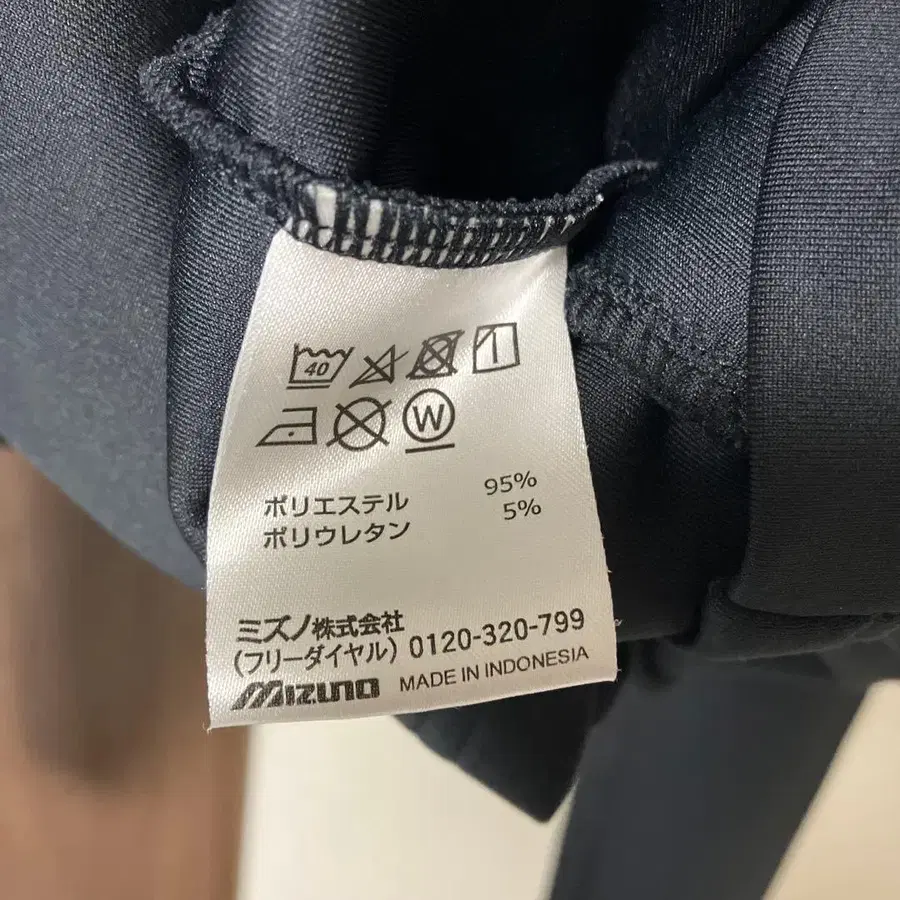 40
W
ポリエステル 95%
ポリウレタン 5%
ミズノ株式会社
(フリーダイヤル) 0120-320-799
MIZUNO MADE IN INDONESIA